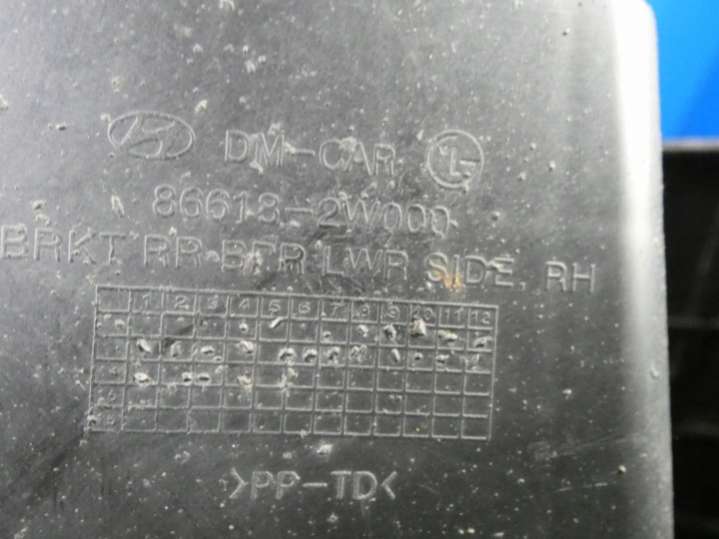 DM-CAR
86618-2W000
BRKT RR BPR LWR SIDE, RH
1 2 3 4 5 6 7 8 9 10 11 12
>PP-TD<